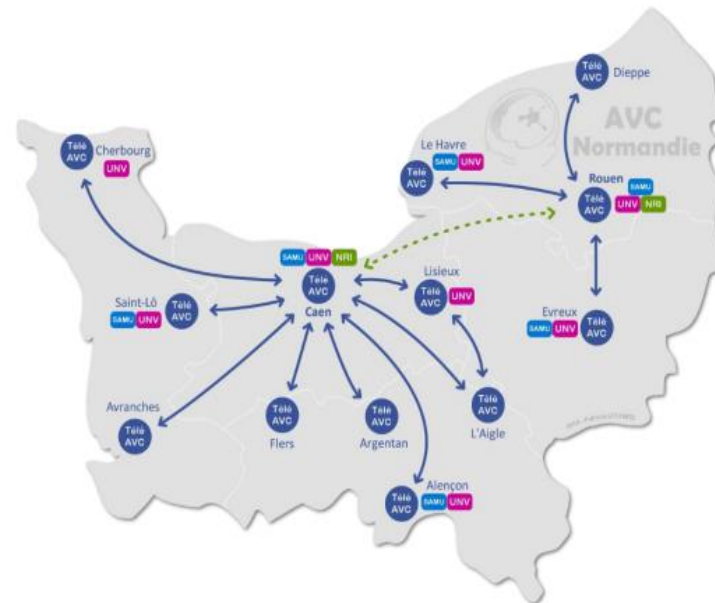 Télé
AVC
Dieppe
AVC
Normandie
Télé
AVC
Cherbourg
UNV
Le Havre
SAMU UNV
Télé
AVC
Rouen
SAMU
Télé
AVC
UNV NRI
SAMU UNV NRI
Télé
AVC
Caen
Lisieux
Télé
AVC
UNV
Saint-Lô
SAMU UNV
Télé
AVC
Evreux
SAMU UNV
Télé
AVC
Avranches
Télé
AVC
Télé
AVC
Flers
Télé
AVC
Argentan
Télé
AVC
L'Aigle
Alençon
Télé
AVC
SAMU UNV